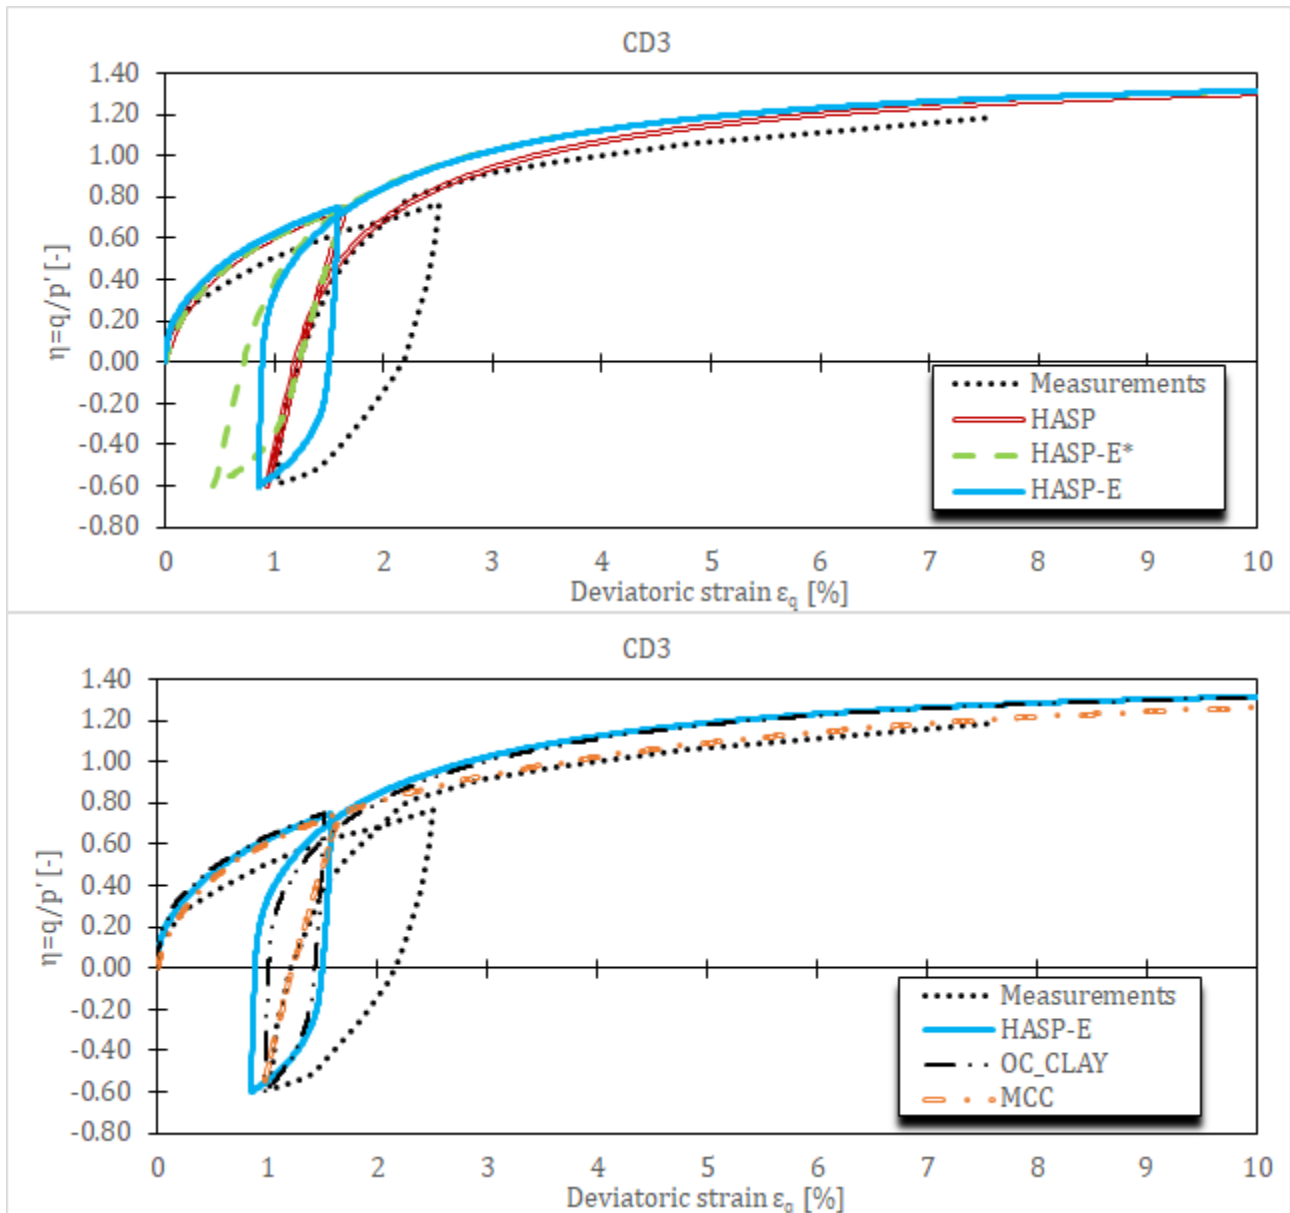 CD3
1.40
1.20
1.00
0.80
0.60
0.40
0.20
0.00
-0.20
-0.40
-0.60
-0.80
η=q/p' [-]
Measurements
HASP
HASP-E*
HASP-E
0 1 2 3 4 5 6 7 8 9 10
Deviatoric strain εq [%]
CD3
1.40
1.20
1.00
0.80
0.60
0.40
0.20
0.00
-0.20
-0.40
-0.60
-0.80
η=q/p' [-]
Measurements
HASP-E
OC_CLAY
MCC
0 1 2 3 4 5 6 7 8 9 10
Deviatoric strain εq [%]